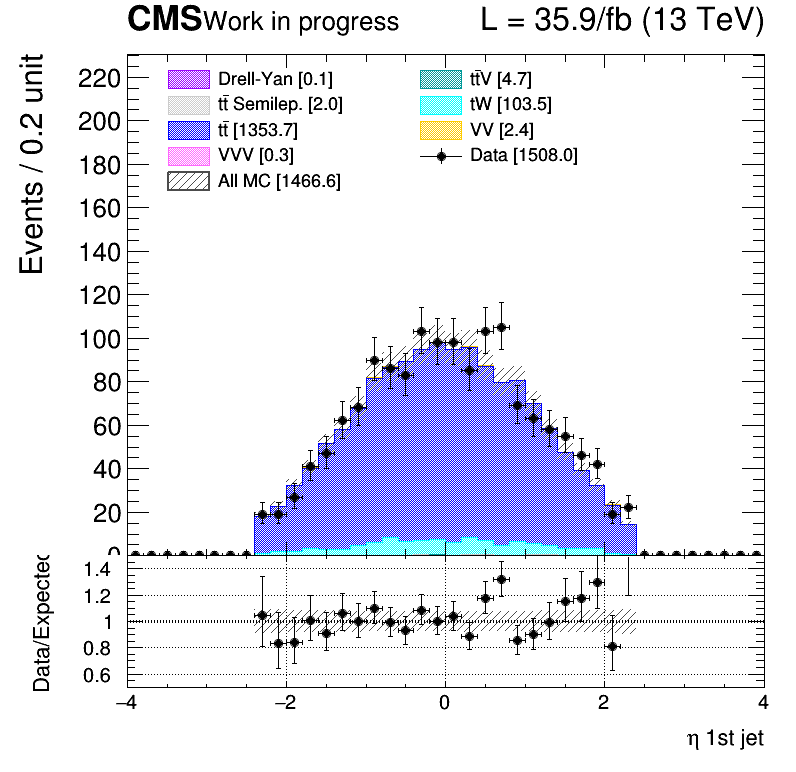 CMS Work in progress L = 35.9/fb (13 TeV)
Events / 0.2 unit
220
200
180
160
140
120
100
80
60
40
20
0
Drell-Yan [0.1]
tt̄ Semilep. [2.0]
tt̄ [1353.7]
VVV [0.3]
All MC [1466.6]
tt̄V [4.7]
tW [103.5]
VV [2.4]
Data [1508.0]
Data/Expected
1.4
1.2
1
0.8
0.6
−4 −2 0 2 4
η 1st jet